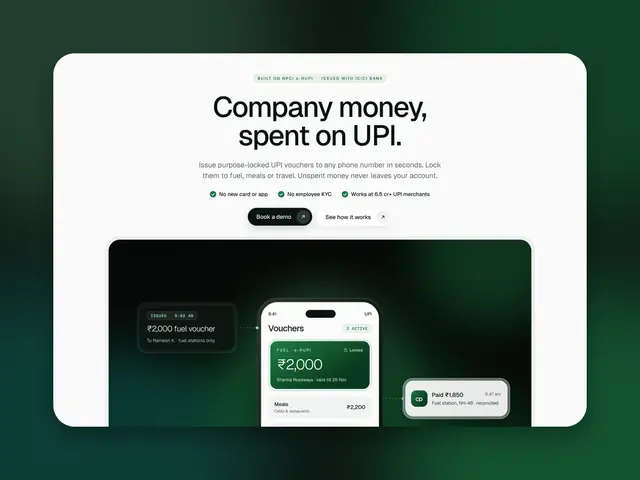 BUILT ON NPCI e-RUPI · ISSUED WITH ICICI BANK
Company money,
spent on UPI.
Issue purpose-locked UPI vouchers to any phone number in seconds. Lock
them to fuel, meals or travel. Unspent money never leaves your account.
No new card or app
No employee KYC
Works at 6.5 cr+ UPI merchants
Book a demo
See how it works
ISSUED · 9:02 AM
₹2,000 fuel voucher
To Ramesh K · fuel stations only
9:41
UPI
Vouchers
3 ACTIVE
FUEL · e-RUPI
Locked
₹2,000
Sharma Roadways · valid till 25 Nov
Meals
Cafés & restaurants
₹2,200
Paid ₹1,850
9:47 am
Fuel station, NH-48 · reconciled